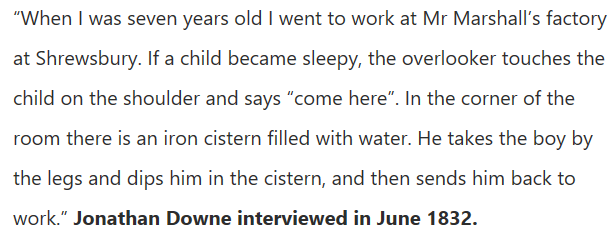 “When I was seven years old I went to work at Mr Marshall’s factory
at Shrewsbury. If a child became sleepy, the overlooker touches the
child on the shoulder and says “come here”. In the corner of the
room there is an iron cistern filled with water. He takes the boy by
the legs and dips him in the cistern, and then sends him back to
work.” Jonathan Downe interviewed in June 1832.